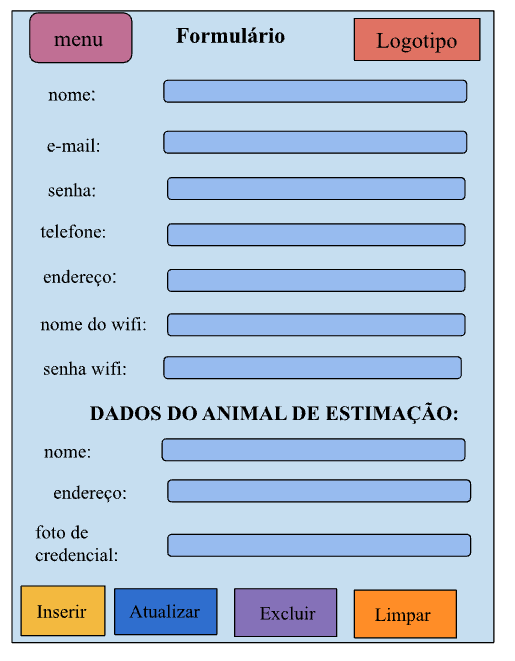 menu
Formulário
Logotipo
nome:
e-mail:
senha:
telefone:
endereço:
nome do wifi:
senha wifi:
DADOS DO ANIMAL DE ESTIMAÇÃO:
nome:
endereço:
foto de
credencial:
Inserir
Atualizar
Excluir
Limpar